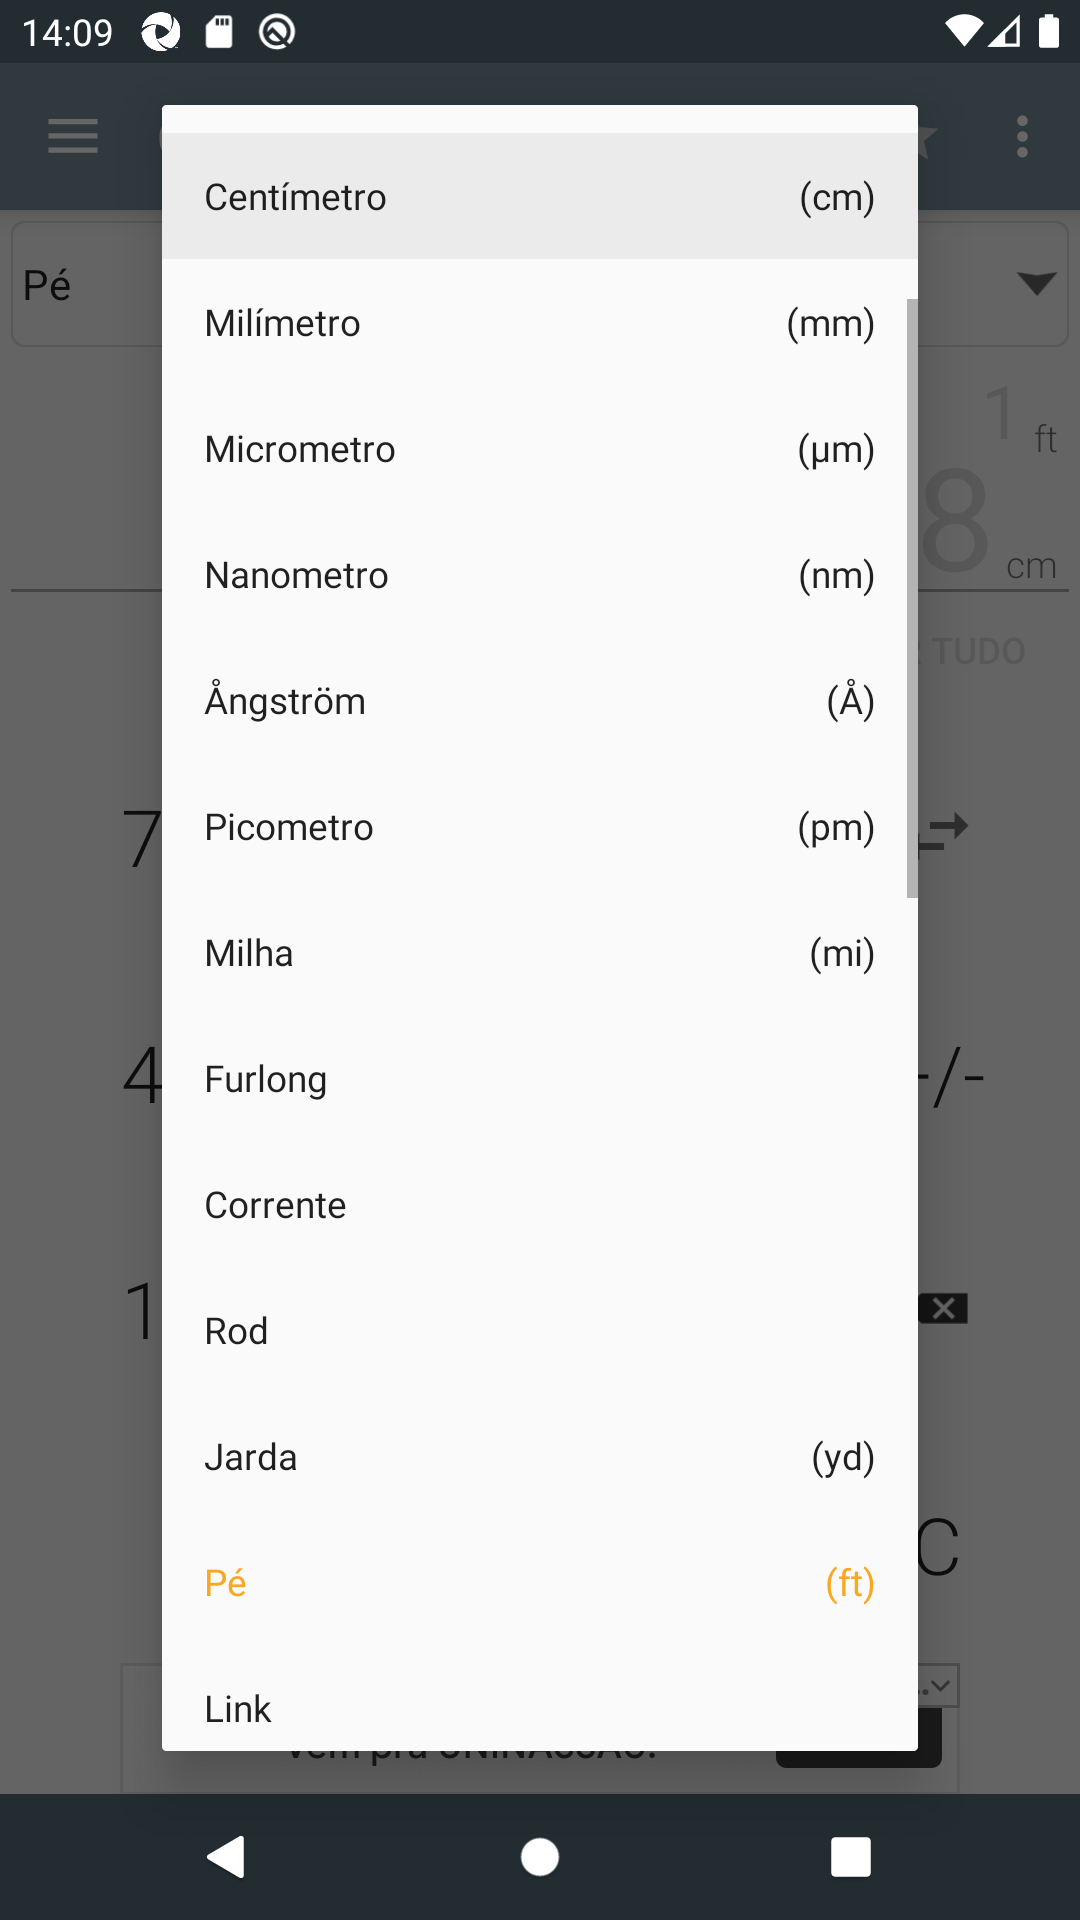 14:09
Centímetro (cm)
Pé
Milímetro (mm)
1 ft
Micrometro (µm)
8 cm
Nanometro (nm)
TUDO
Ångström (Å)
7 Picometro (pm)
Milha (mi)
4 Furlong +/-
Corrente
1 Rod
Jarda (yd)
C
Pé (ft)
Link